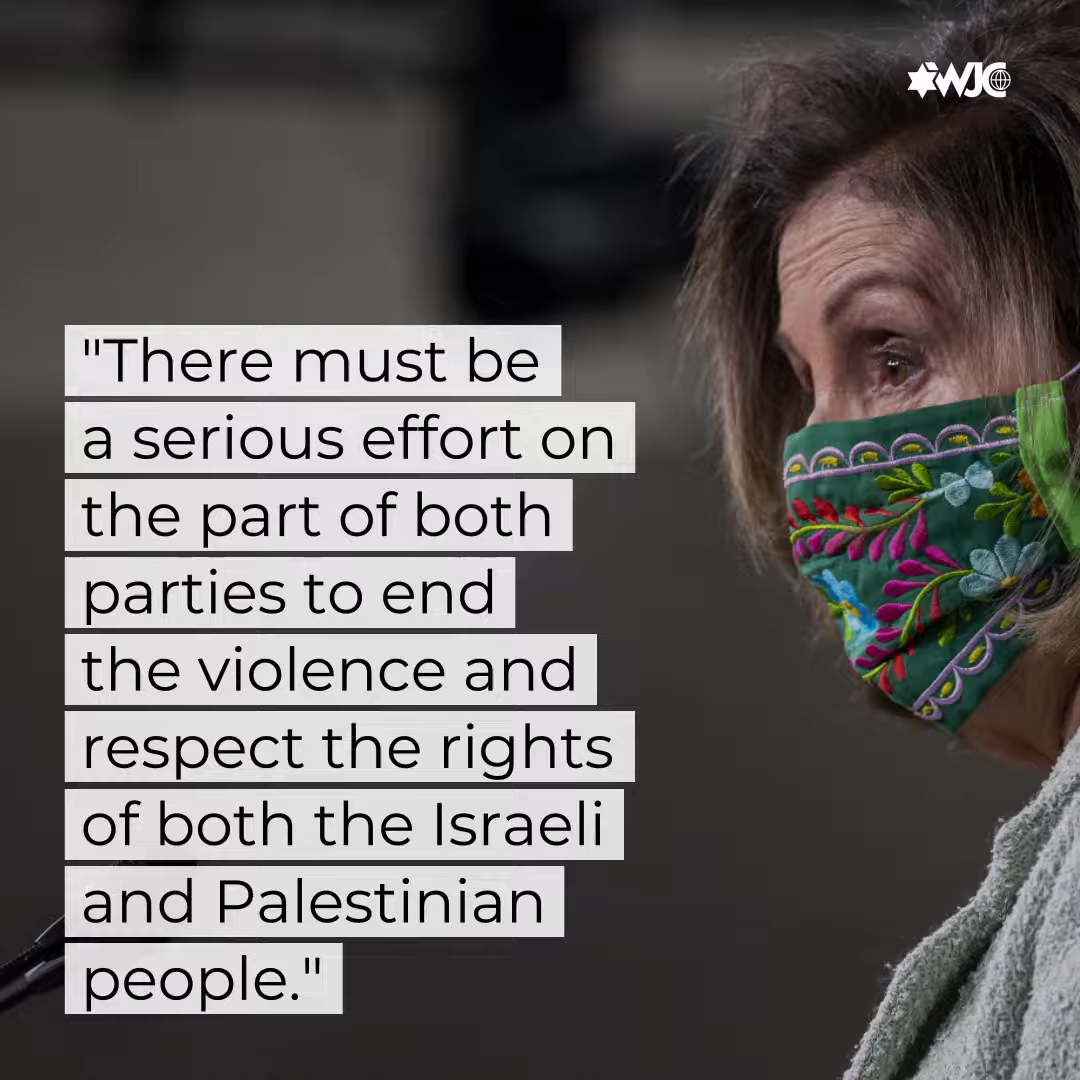 WJC
"There must be
a serious effort on
the part of both
parties to end
the violence and
respect the rights
of both the Israeli
and Palestinian
people."